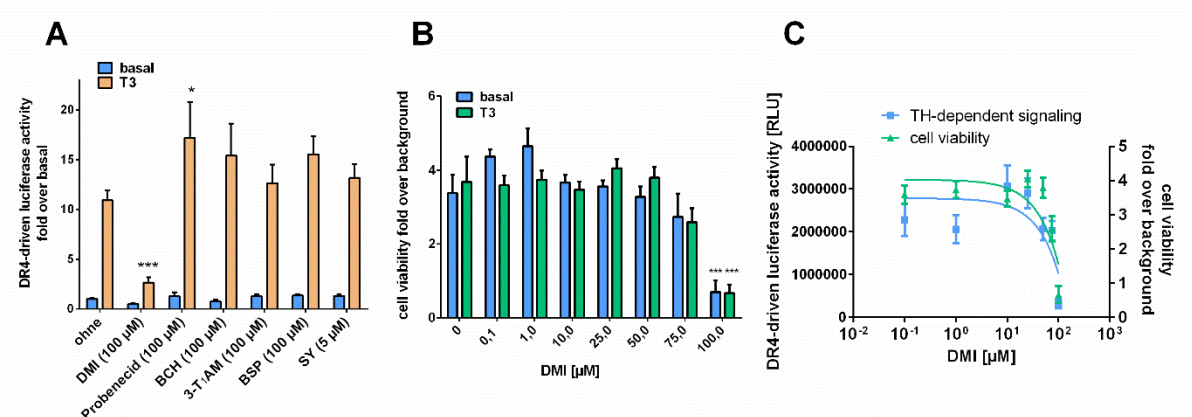 A
basal
T3
DR4-driven luciferase activity
fold over basal
20
15
10
5
0
ohne
DMI (100 µM)
Probenecid (100 µM)
BCH (100 µM)
3-T₁AM (100 µM)
BSP (100 µM)
SY (5 µM)
***
*
B
basal
T3
cell viability fold over background
6
4
2
0
*** ***
0
0,1
1,0
10,0
25,0
50,0
75,0
100,0
DMI [µM]
C
TH-dependent signaling
cell viability
DR4-driven luciferase activity [RLU]
4000000
3000000
2000000
1000000
0
5
4
3
2
1
0
cell viability
fold over background
10⁻² 10⁻¹ 10⁰ 10¹ 10² 10³
DMI [µM]